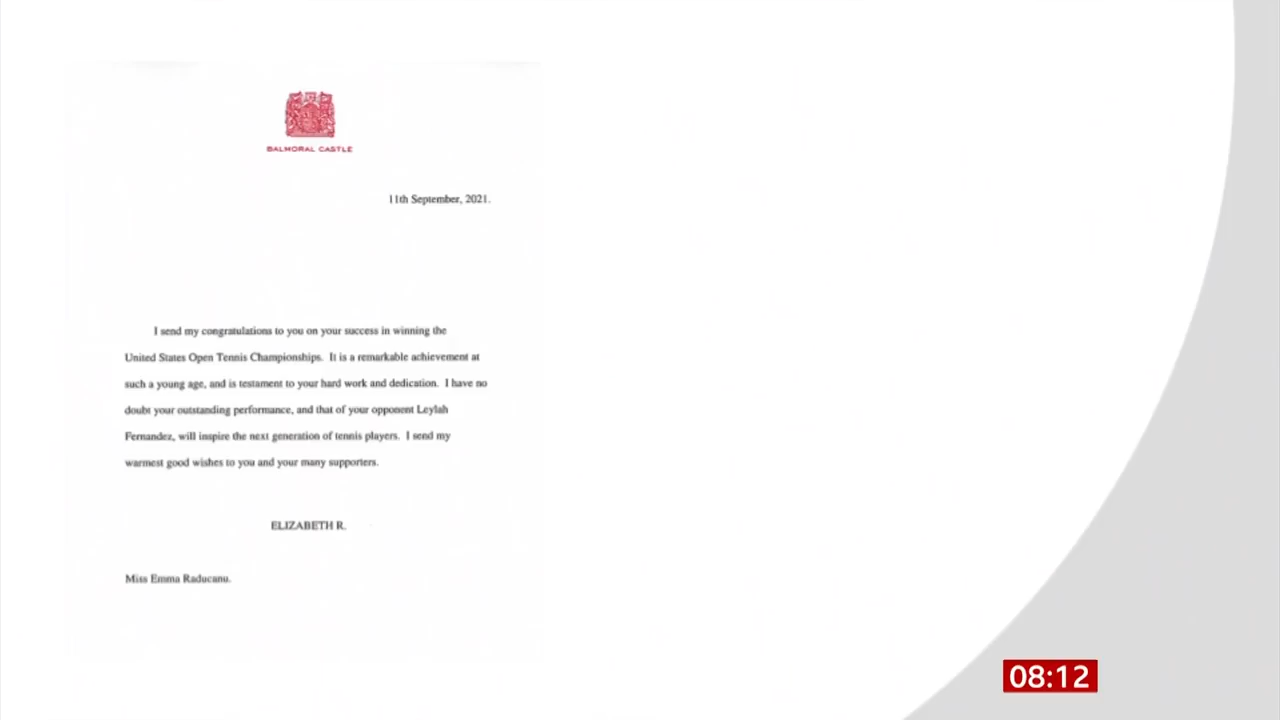 BALMORAL CASTLE
11th September, 2021.
I send my congratulations to you on your success in winning the
United States Open Tennis Championships. It is a remarkable achievement at
such a young age, and is testament to your hard work and dedication. I have no
doubt your outstanding performance, and that of your opponent Leylah
Fernandez, will inspire the next generation of tennis players. I send my
warmest good wishes to you and your many supporters.
ELIZABETH R.
Miss Emma Raducanu.
08:12